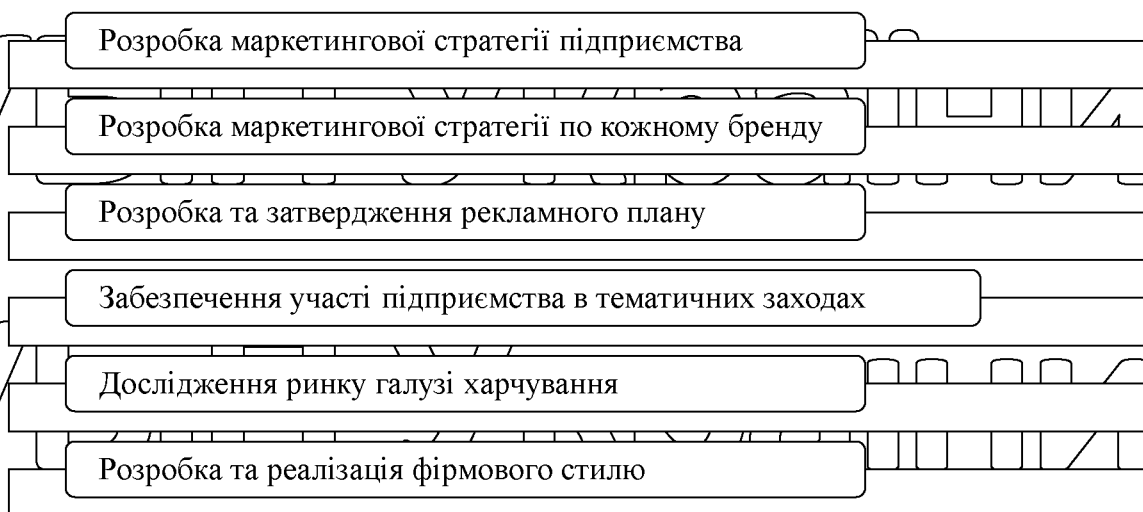 Розробка маркетингової стратегії підприємства
Розробка маркетингової стратегії по кожному бренду
Розробка та затвердження рекламного плану
Забезпечення участі підприємства в тематичних заходах
Дослідження ринку галузі харчування
Розробка та реалізація фірмового стилю